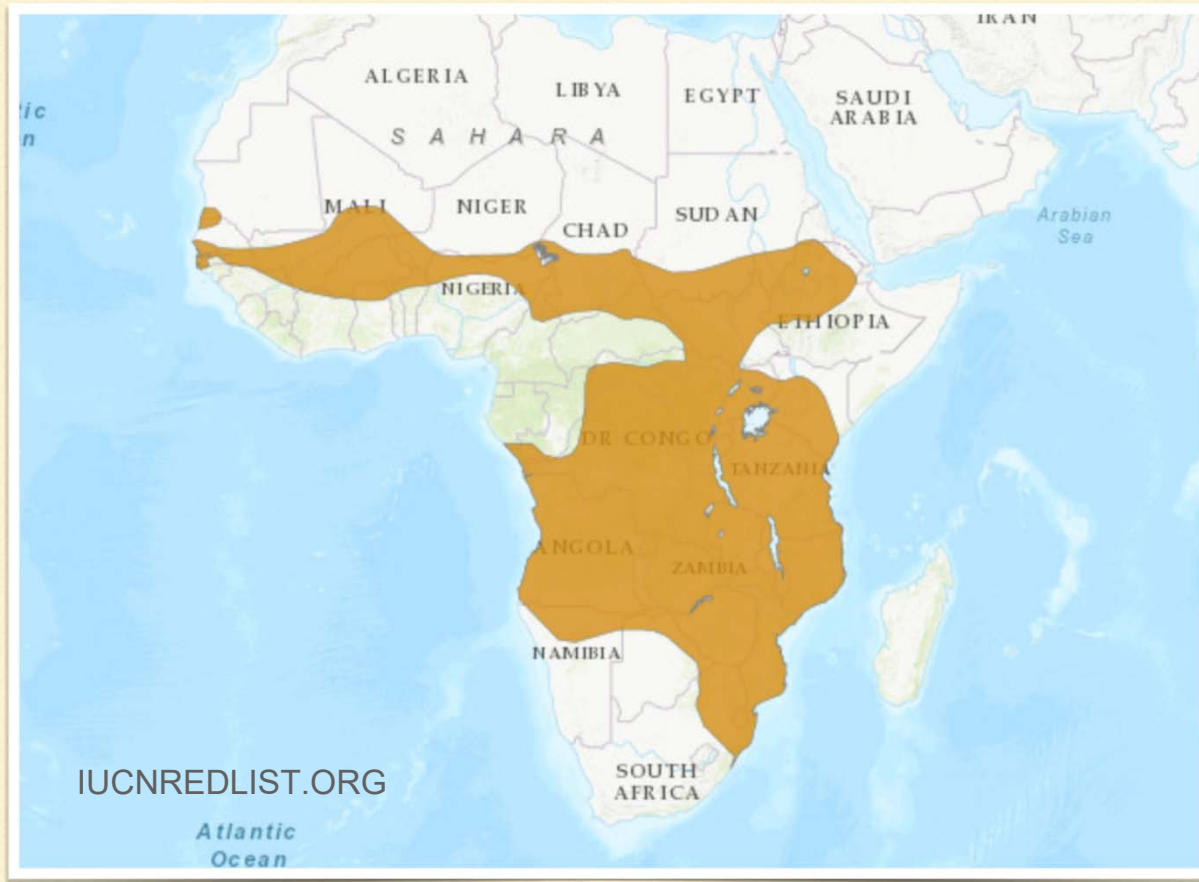 IRAN
ALGERIA
LIBYA
EGYPT
SAUDI
ARABIA
tic
n
SAHARA
MALI
NIGER
CHAD
SUDAN
Arabian
Sea
NIGERIA
ETHIOPIA
DR CONGO
TANZANIA
ANGOLA
ZAMBIA
NAMIBIA
SOUTH
AFRICA
IUCNREDLIST.ORG
Atlantic
Ocean